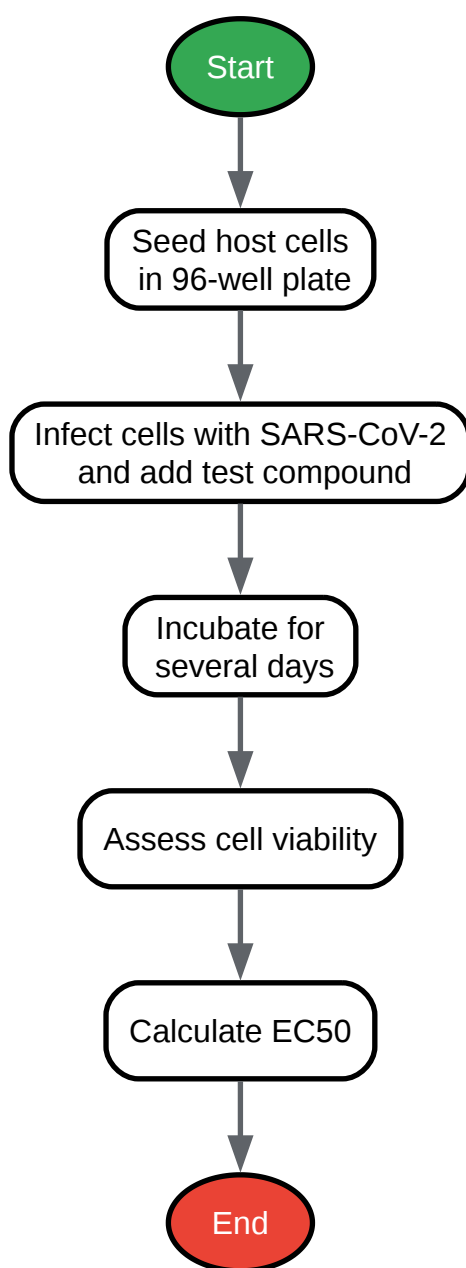 Start
Seed host cells
in 96-well plate
Infect cells with SARS-CoV-2
and add test compound
Incubate for
several days
Assess cell viability
Calculate EC50
End